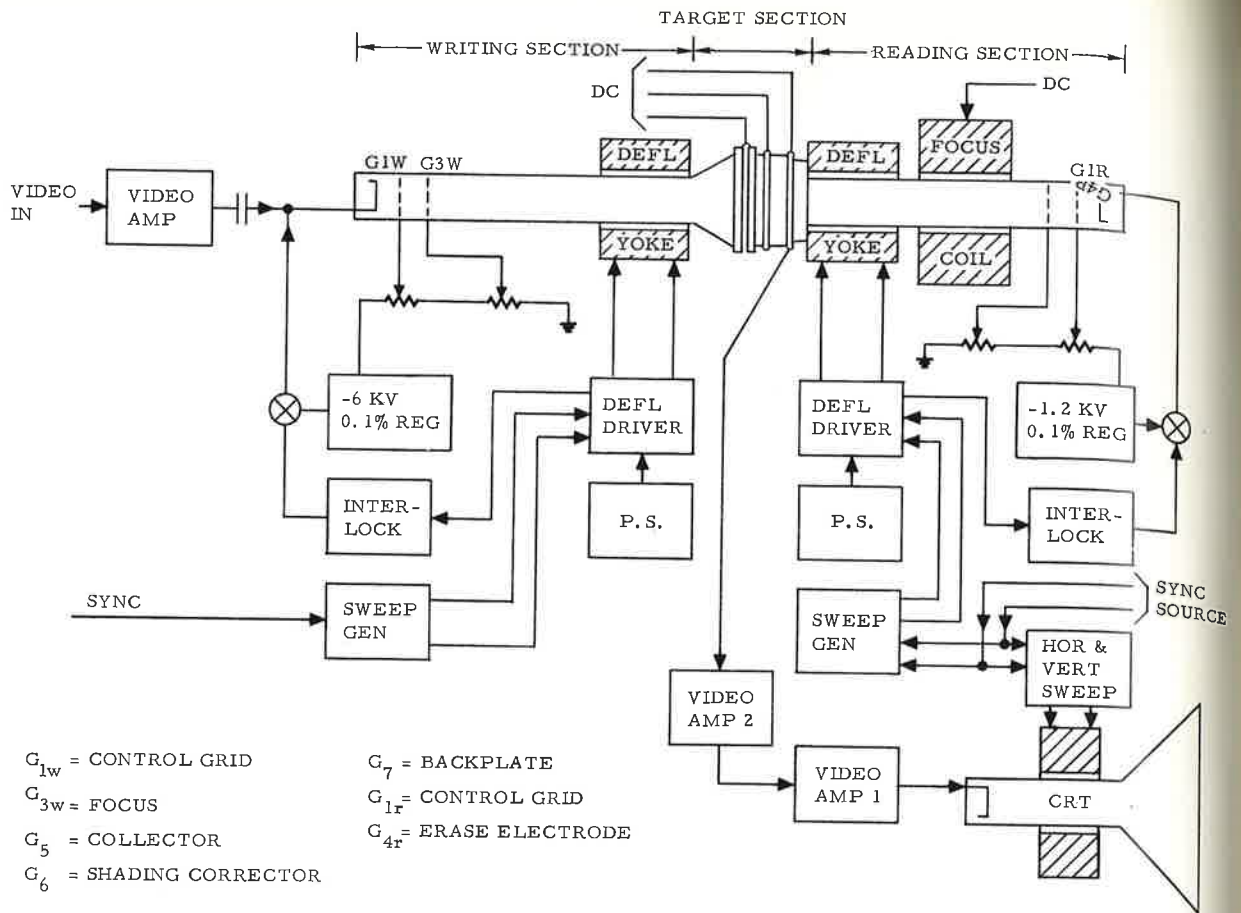 TARGET SECTION
WRITING SECTION
READING SECTION
DC
DC
DEFL
DEFL
FOCUS
G1W
G3W
G1R
VIDEO
IN
VIDEO
AMP
YOKE
YOKE
COIL
-6 KV
0.1% REG
DEFL
DRIVER
DEFL
DRIVER
-1.2 KV
0.1% REG
INTER-
LOCK
P.S.
P.S.
INTER-
LOCK
SYNC
SWEEP
GEN
SWEEP
GEN
SYNC
SOURCE
HOR &
VERT
SWEEP
VIDEO
AMP 2
VIDEO
AMP 1
CRT
G1w = CONTROL GRID
G3w = FOCUS
G5 = COLLECTOR
G6 = SHADING CORRECTOR
G7 = BACKPLATE
G1r = CONTROL GRID
G4r = ERASE ELECTRODE